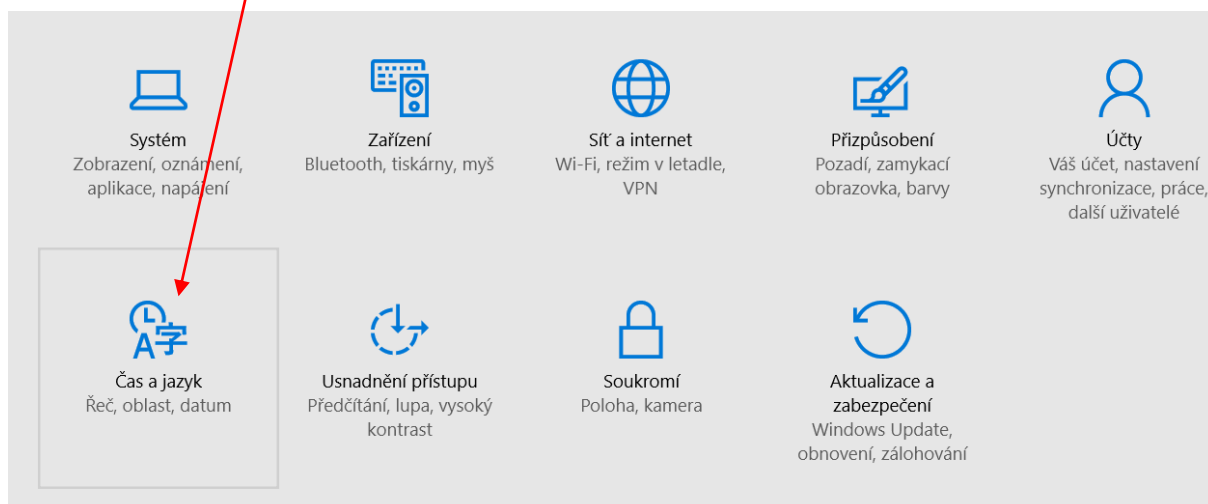 Systém
Zobrazení, oznámení,
aplikace, napájení
Zařízení
Bluetooth, tiskárny, myš
Síť a internet
Wi-Fi, režim v letadle,
VPN
Přizpůsobení
Pozadí, zamykací
obrazovka, barvy
Účty
Váš účet, nastavení
synchronizace, práce,
další uživatelé
A字
Čas a jazyk
Řeč, oblast, datum
Usnadnění přístupu
Předčítání, lupa, vysoký
kontrast
Soukromí
Poloha, kamera
Aktualizace a
zabezpečení
Windows Update,
obnovení, zálohování